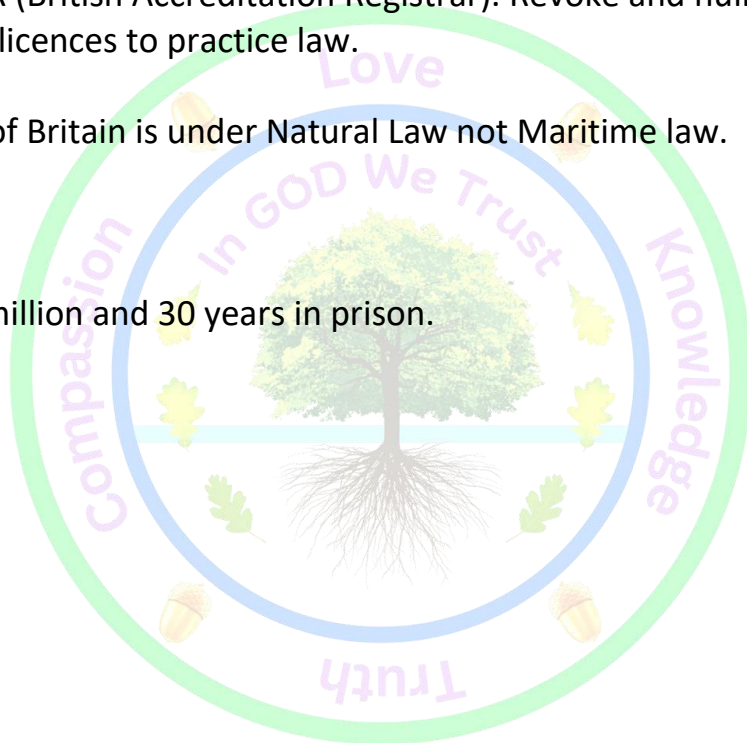 (British Accreditation Registrar). Revoke and
licences to practice law.
Love
of Britain is under Natural Law not Maritime law.
In GOD We Trust
Compassion
Knowledge
and 30 years in prison.
Truth